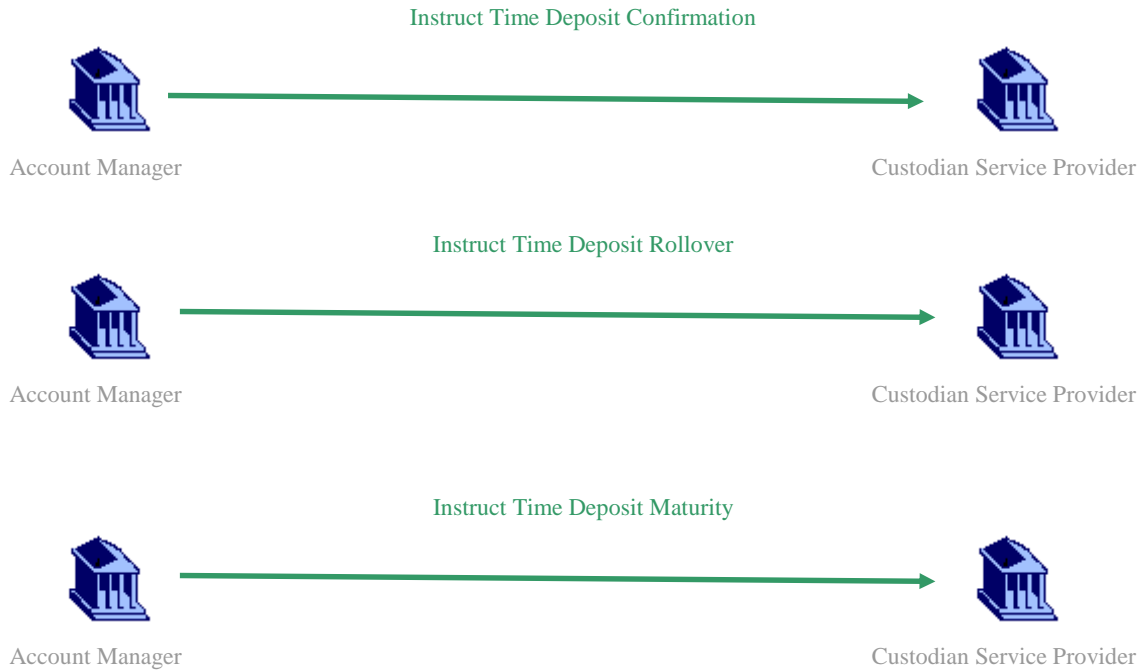 Instruct Time Deposit Confirmation
Account Manager
Custodian Service Provider
Instruct Time Deposit Rollover
Account Manager
Custodian Service Provider
Instruct Time Deposit Maturity
Account Manager
Custodian Service Provider